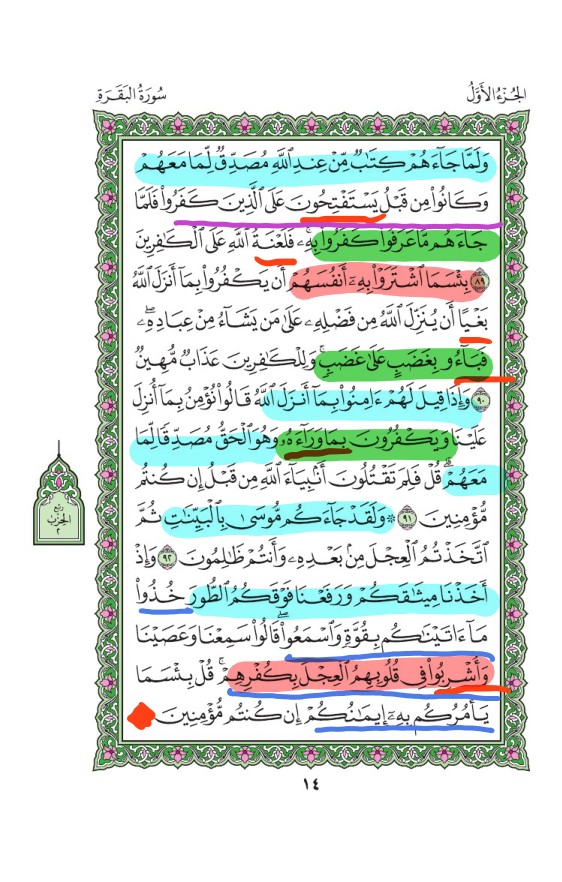 الجُزْءُ الأَوَّلُ
سُورَةُ البَقَرَةِ
وَلَمَّا جَآءَهُمْ كِتَٰبٌ مِّنْ عِندِ ٱللَّهِ مُصَدِّقٌ لِّمَا مَعَهُمْ
وَكَانُوا۟ مِن قَبْلُ يَسْتَفْتِحُونَ عَلَى ٱلَّذِينَ كَفَرُوا۟ فَلَمَّا
جَآءَهُم مَّا عَرَفُوا۟ كَفَرُوا۟ بِهِۦ ۚ فَلَعْنَةُ ٱللَّهِ عَلَى ٱلْكَٰفِرِينَ
٨٩ بِئْسَمَا ٱشْتَرَوْا۟ بِهِۦٓ أَنفُسَهُمْ أَن يَكْفُرُوا۟ بِمَآ أَنزَلَ ٱللَّهُ
بَغْيًا أَن يُنَزِّلَ ٱللَّهُ مِن فَضْلِهِۦ عَلَىٰ مَن يَشَآءُ مِنْ عِبَادِهِۦ ۖ
فَبَآءُو بِغَضَبٍ عَلَىٰ غَضَبٍ ۚ وَلِلْكَٰفِرِينَ عَذَابٌ مُّهِينٌ
٩٠ وَإِذَا قِيلَ لَهُمْ ءَامِنُوا۟ بِمَآ أَنزَلَ ٱللَّهُ قَالُوا۟ نُؤْمِنُ بِمَآ أُنزِلَ
عَلَيْنَا وَيَكْفُرُونَ بِمَا وَرَآءَهُۥ وَهُوَ ٱلْحَقُّ مُصَدِّقًا لِّمَا
مَعَهُمْ ۗ قُلْ فَلِمَ تَقْتُلُونَ أَنۢبِيَآءَ ٱللَّهِ مِن قَبْلُ إِن كُنتُم
مُّؤْمِنِينَ ٩١ ۞ وَلَقَدْ جَآءَكُم مُّوسَىٰ بِٱلْبَيِّنَٰتِ ثُمَّ
ٱتَّخَذْتُمُ ٱلْعِجْلَ مِنۢ بَعْدِهِۦ وَأَنتُمْ ظَٰلِمُونَ ٩٢ وَإِذْ
أَخَذْنَا مِيثَٰقَكُمْ وَرَفَعْنَا فَوْقَكُمُ ٱلطُّورَ خُذُوا۟
مَآ ءَاتَيْنَٰكُم بِقُوَّةٍ وَٱسْمَعُوا۟ ۖ قَالُوا۟ سَمِعْنَا وَعَصَيْنَا
وَأُشْرِبُوا۟ فِى قُلُوبِهِمُ ٱلْعِجْلَ بِكُفْرِهِمْ ۚ قُلْ بِئْسَمَا
يَأْمُرُكُم بِهِۦٓ إِيمَٰنُكُمْ إِن كُنتُم مُّؤْمِنِينَ
ربع
الحزب
٢
١٤